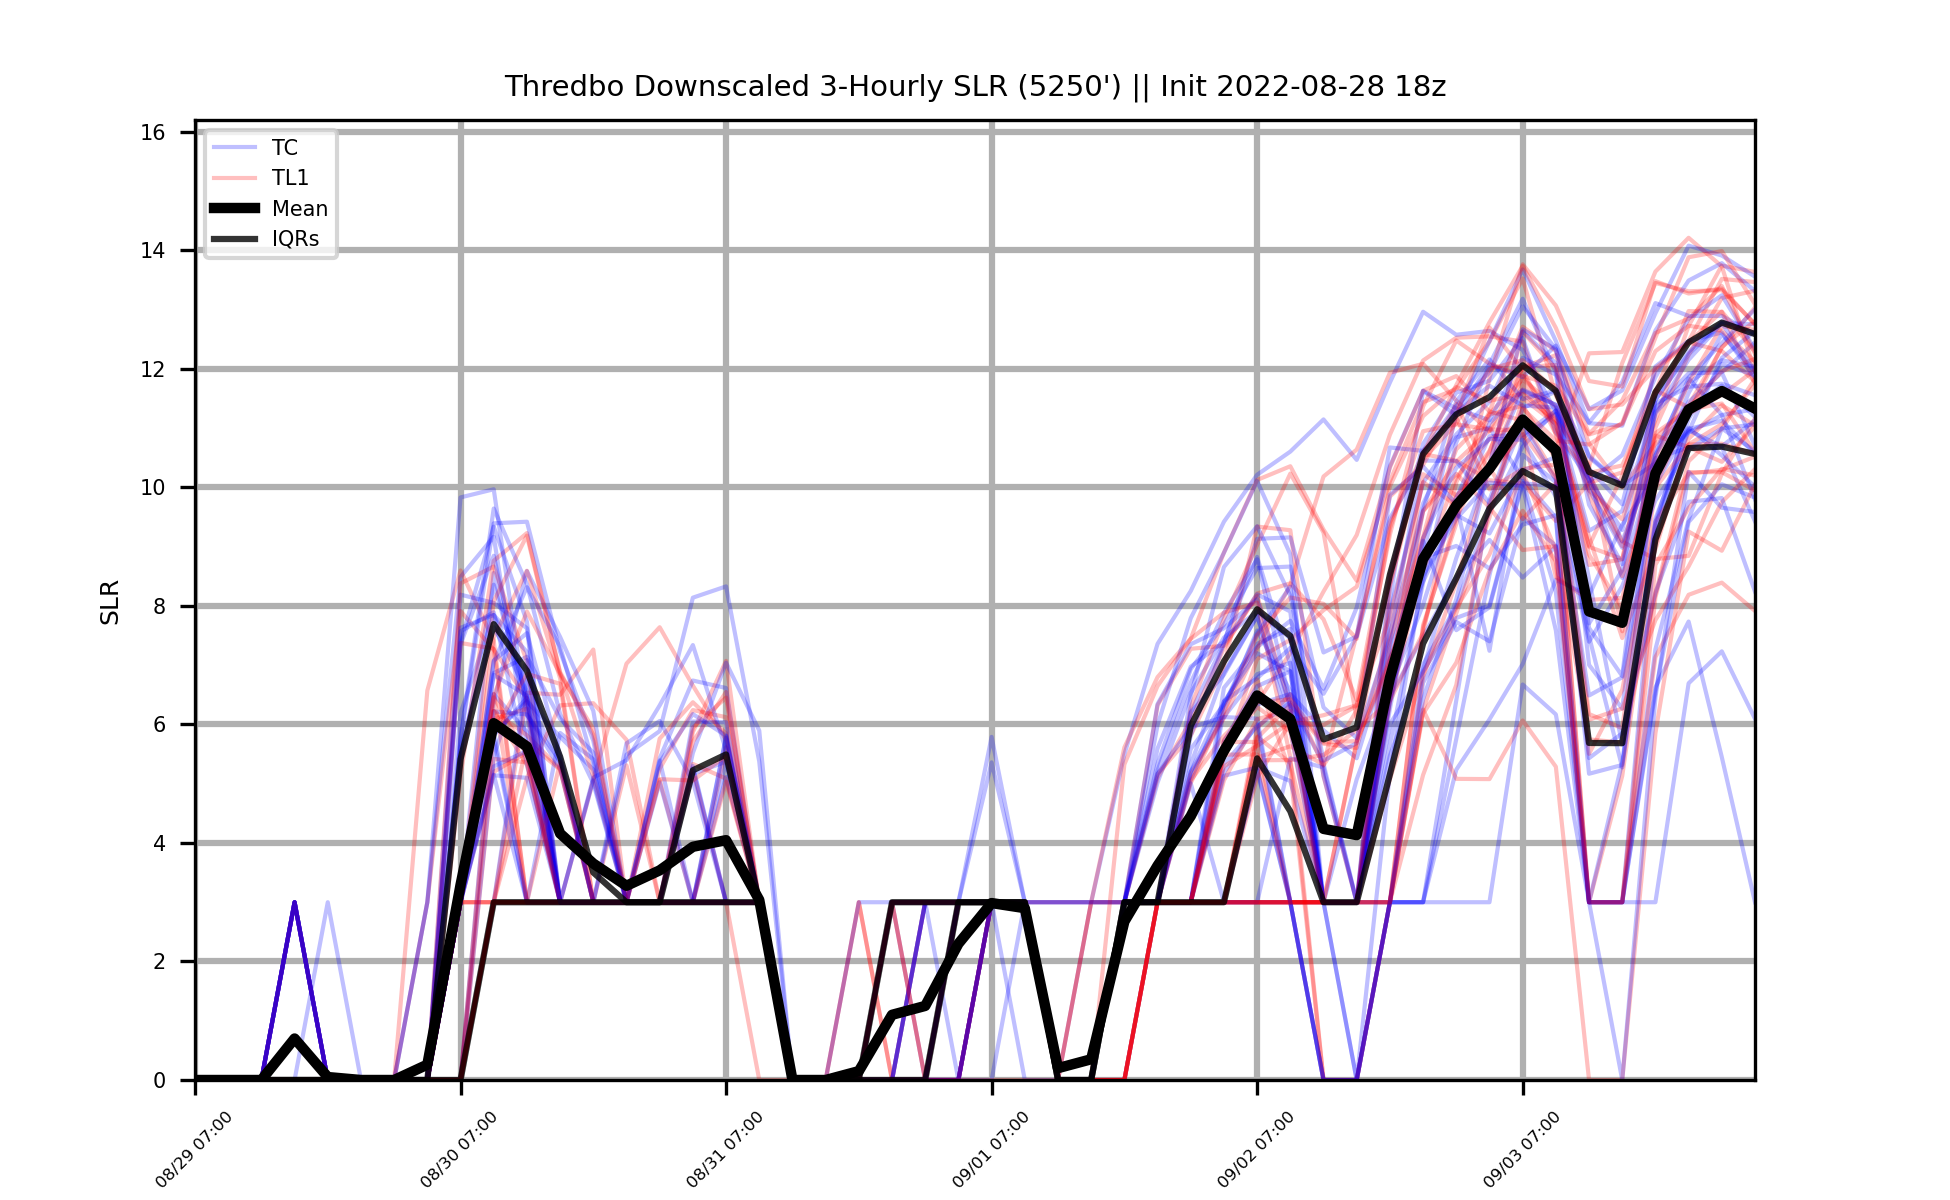 Thredbo Downscaled 3-Hourly SLR (5250') || Init 2022-08-28 18z
TC
TL1
Mean
IQRs
SLR
16
14
12
10
8
6
4
2
0
08/29 07:00
08/30 07:00
08/31 07:00
09/01 07:00
09/02 07:00
09/03 07:00